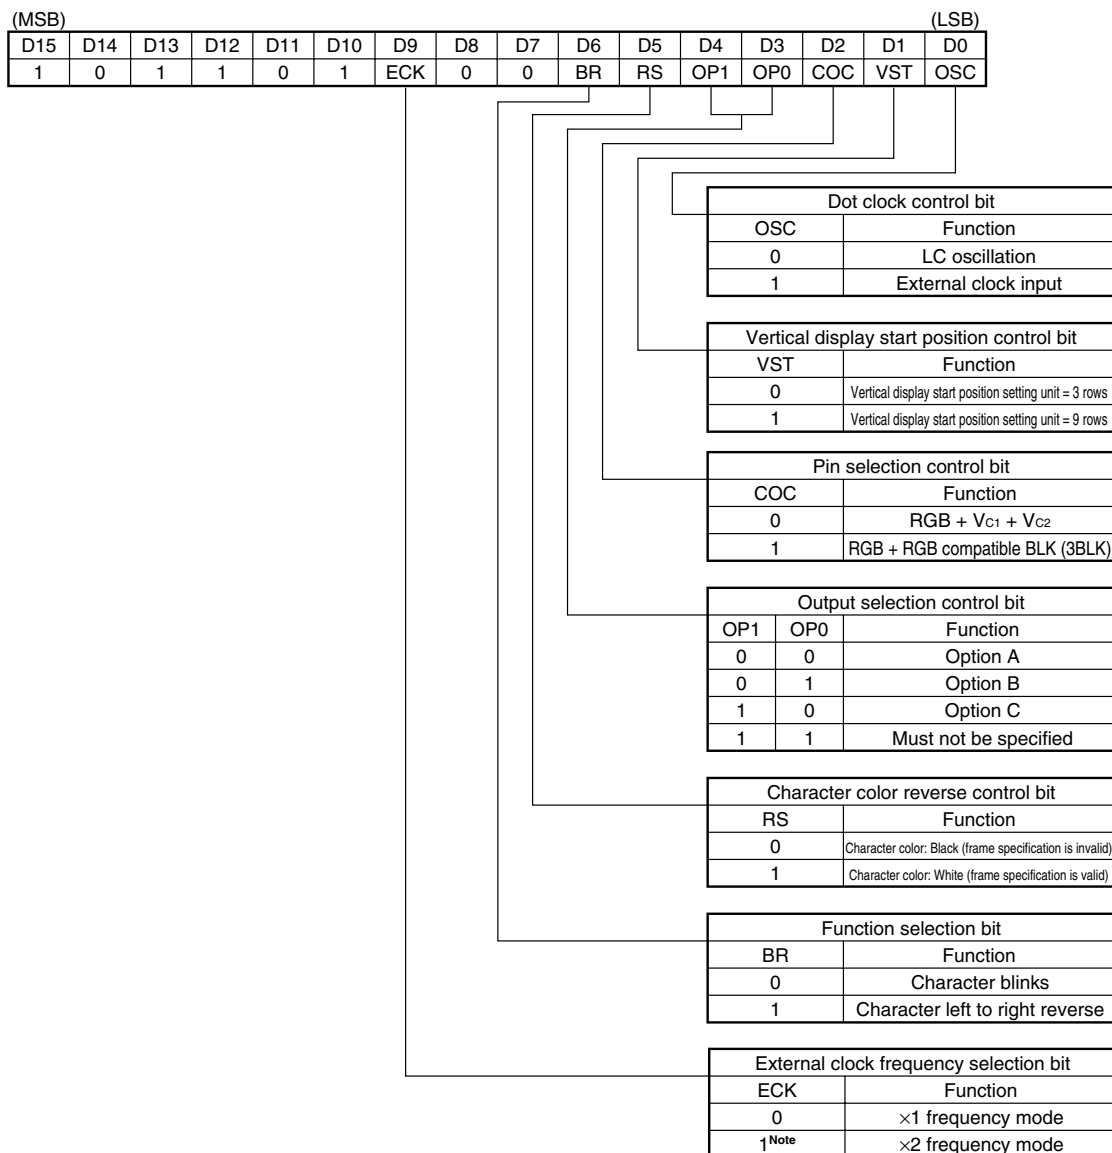 (MSB) (LSB)
D15 D14 D13 D12 D11 D10 D9 D8 D7 D6 D5 D4 D3 D2 D1 D0
1 0 1 1 0 1 ECK 0 0 BR RS OP1 OP0 COC VST OSC
Dot clock control bit
OSC Function
0 LC oscillation
1 External clock input
Vertical display start position control bit
VST Function
0 Vertical display start position setting unit = 3 rows
1 Vertical display start position setting unit = 9 rows
Pin selection control bit
COC Function
0 RGB + VC1 + VC2
1 RGB + RGB compatible BLK (3BLK)
Output selection control bit
OP1 OP0 Function
0 0 Option A
0 1 Option B
1 0 Option C
1 1 Must not be specified
Character color reverse control bit
RS Function
0 Character color: Black (frame specification is invalid)
1 Character color: White (frame specification is valid)
Function selection bit
BR Function
0 Character blinks
1 Character left to right reverse
External clock frequency selection bit
ECK Function
0 ×1 frequency mode
1Note ×2 frequency mode